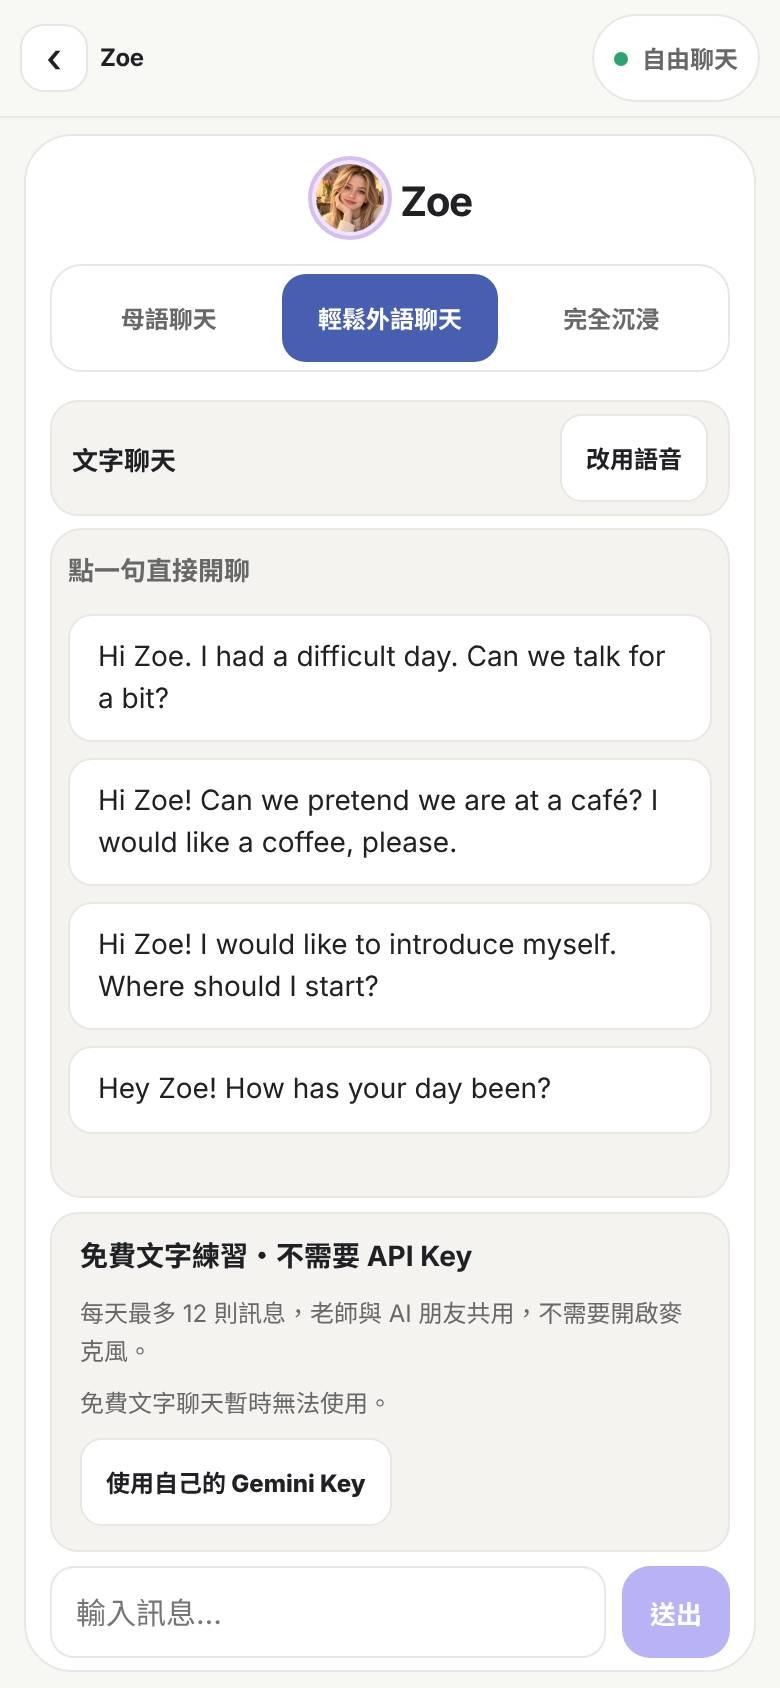 Zoe
自由聊天
Zoe
母語聊天
輕鬆外語聊天
完全沉浸
文字聊天
改用語音
點一句直接開聊
Hi Zoe. I had a difficult day. Can we talk for
a bit?
Hi Zoe! Can we pretend we are at a café? I
would like a coffee, please.
Hi Zoe! I would like to introduce myself.
Where should I start?
Hey Zoe! How has your day been?
免費文字練習・不需要 API Key
每天最多 12 則訊息，老師與 AI 朋友共用，不需要開啟麥
克風。
免費文字聊天暫時無法使用。
使用自己的 Gemini Key
輸入訊息...
送出